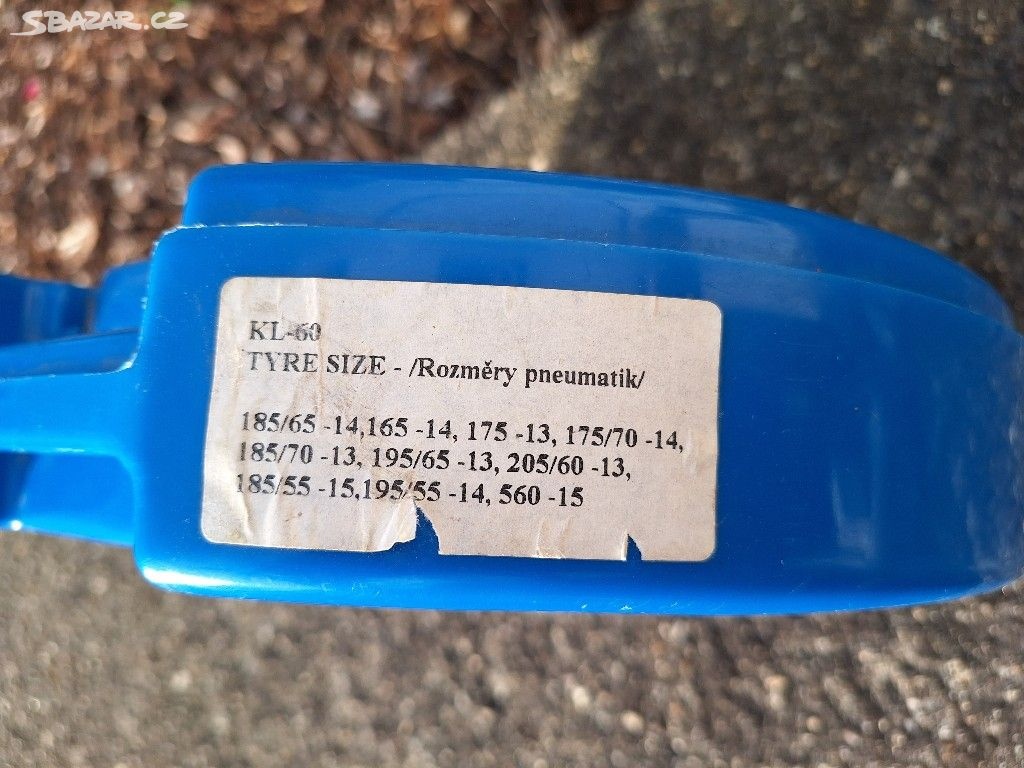 SBAZAR.CZ
KL-60
TYRE SIZE - /Rozměry pneumatik/
185/65 -14,165 -14, 175 -13, 175/70 -14,
185/70 -13, 195/65 -13, 205/60 -13,
185/55 -15,195/55 -14, 560 -15